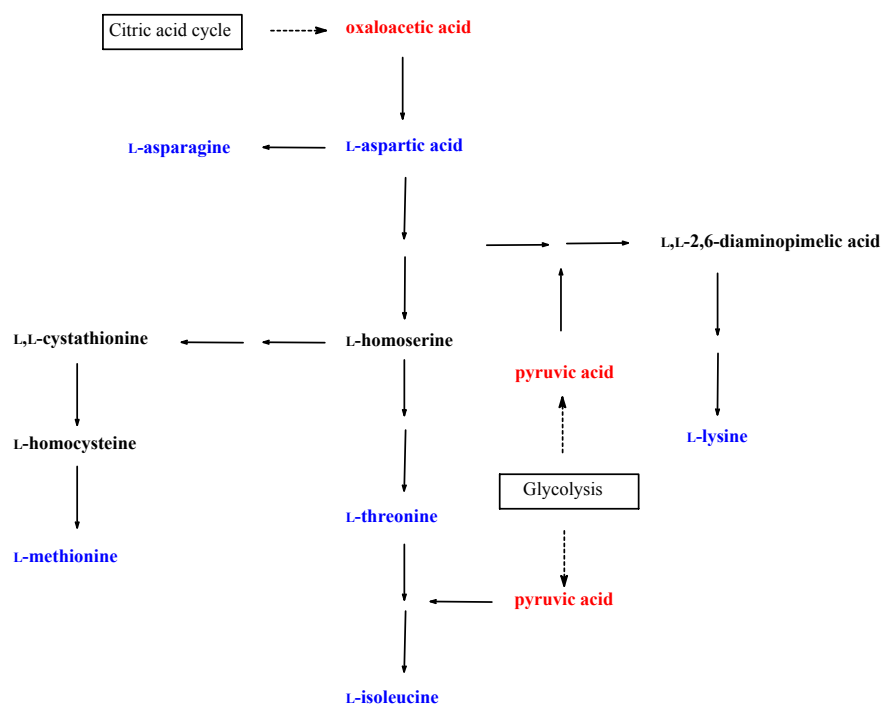 Citric acid cycle
oxaloacetic acid
L-asparagine
L-aspartic acid
L,L-2,6-diaminopimelic acid
L,L-cystathionine
L-homoserine
pyruvic acid
L-homocysteine
L-lysine
Glycolysis
L-threonine
L-methionine
pyruvic acid
L-isoleucine